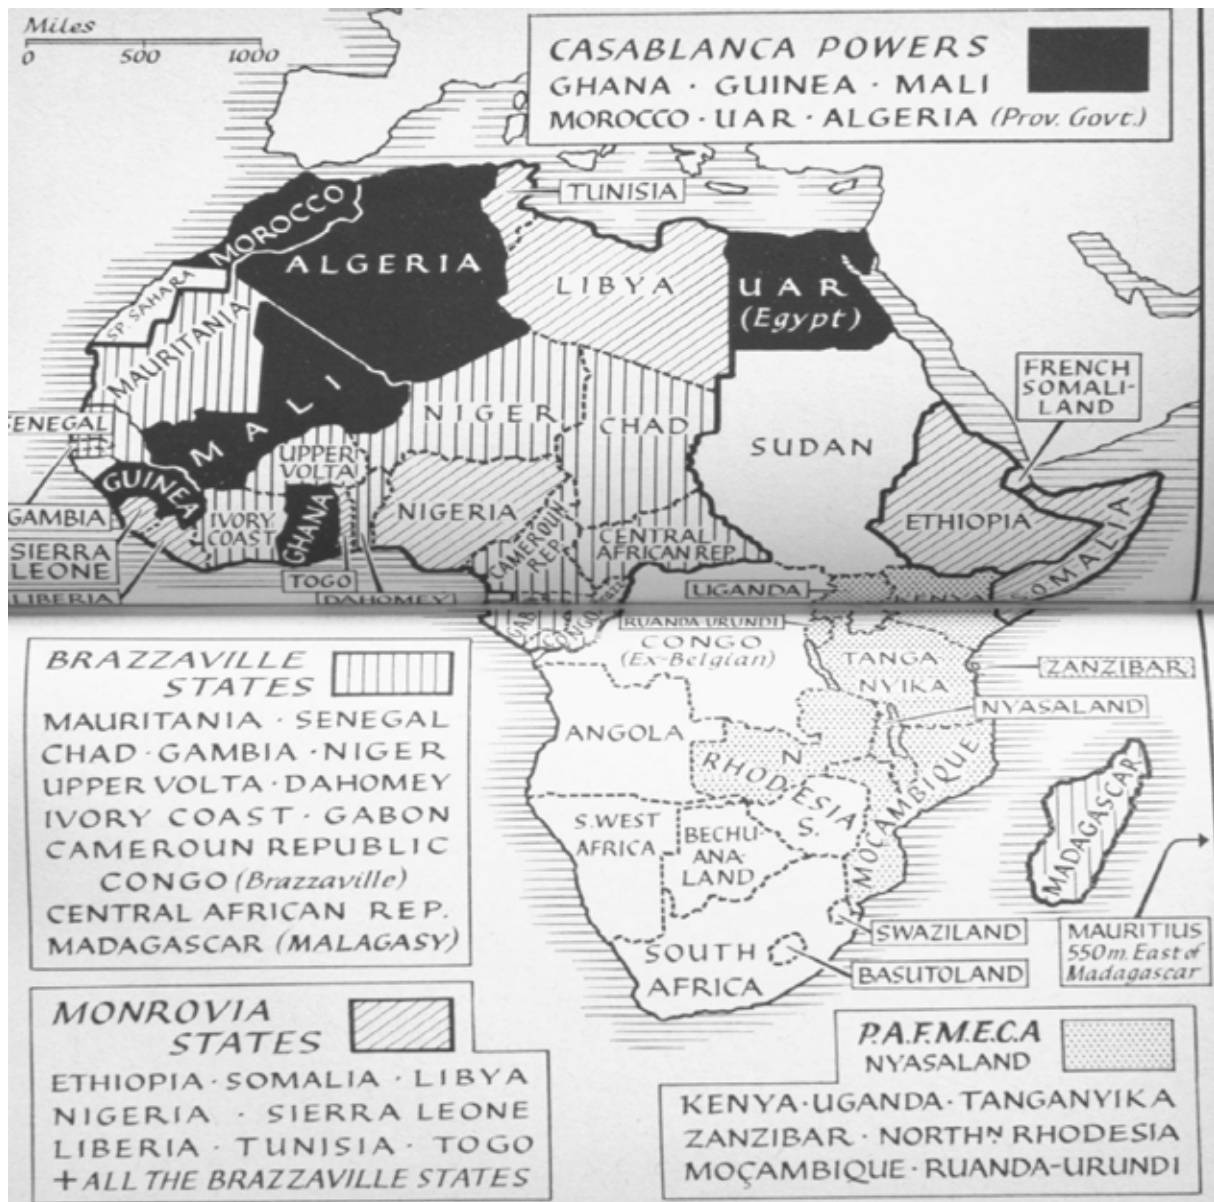 Miles
0 500 1000
CASABLANCA POWERS
GHANA · GUINEA · MALI
MOROCCO · UAR · ALGERIA (Prov. Govt.)
TUNISIA
MOROCCO
ALGERIA
LIBYA
UAR
(Egypt)
SP. SAHARA
MAURITANIA
MALI
NIGER
CHAD
SUDAN
FRENCH
SOMALI-
LAND
SENEGAL
UPPER
VOLTA
GUINEA
NIGERIA
ETHIOPIA
SOMALIA
GAMBIA
IVORY
COAST
GHANA
CAMEROUN
REP.
CENTRAL
AFRICAN REP.
SIERRA
LEONE
TOGO
LIBERIA
DAHOMEY
UGANDA
KENYA
GAB
CONGO
RUANDA-URUNDI
CONGO
(Ex-Belgian)
TANGA
NYIKA
ZANZIBAR
NYASALAND
ANGOLA
N.
RHODESIA
S.
MOÇAMBIQUE
MADAGASCAR
S. WEST
AFRICA
BECHU-
ANA-
LAND
SWAZILAND
SOUTH
AFRICA
BASUTOLAND
MAURITIUS
550m. East of
Madagascar
BRAZZAVILLE
STATES
MAURITANIA · SENEGAL
CHAD · GAMBIA · NIGER
UPPER VOLTA · DAHOMEY
IVORY COAST · GABON
CAMEROUN REPUBLIC
CONGO (Brazzaville)
CENTRAL AFRICAN REP.
MADAGASCAR (MALAGASY)
MONROVIA
STATES
ETHIOPIA · SOMALIA · LIBYA
NIGERIA · SIERRA LEONE
LIBERIA · TUNISIA · TOGO
+ ALL THE BRAZZAVILLE STATES
P.A.F.M.E.C.A
NYASALAND
KENYA · UGANDA · TANGANYIKA
ZANZIBAR · NORTHN RHODESIA
MOÇAMBIQUE · RUANDA-URUNDI